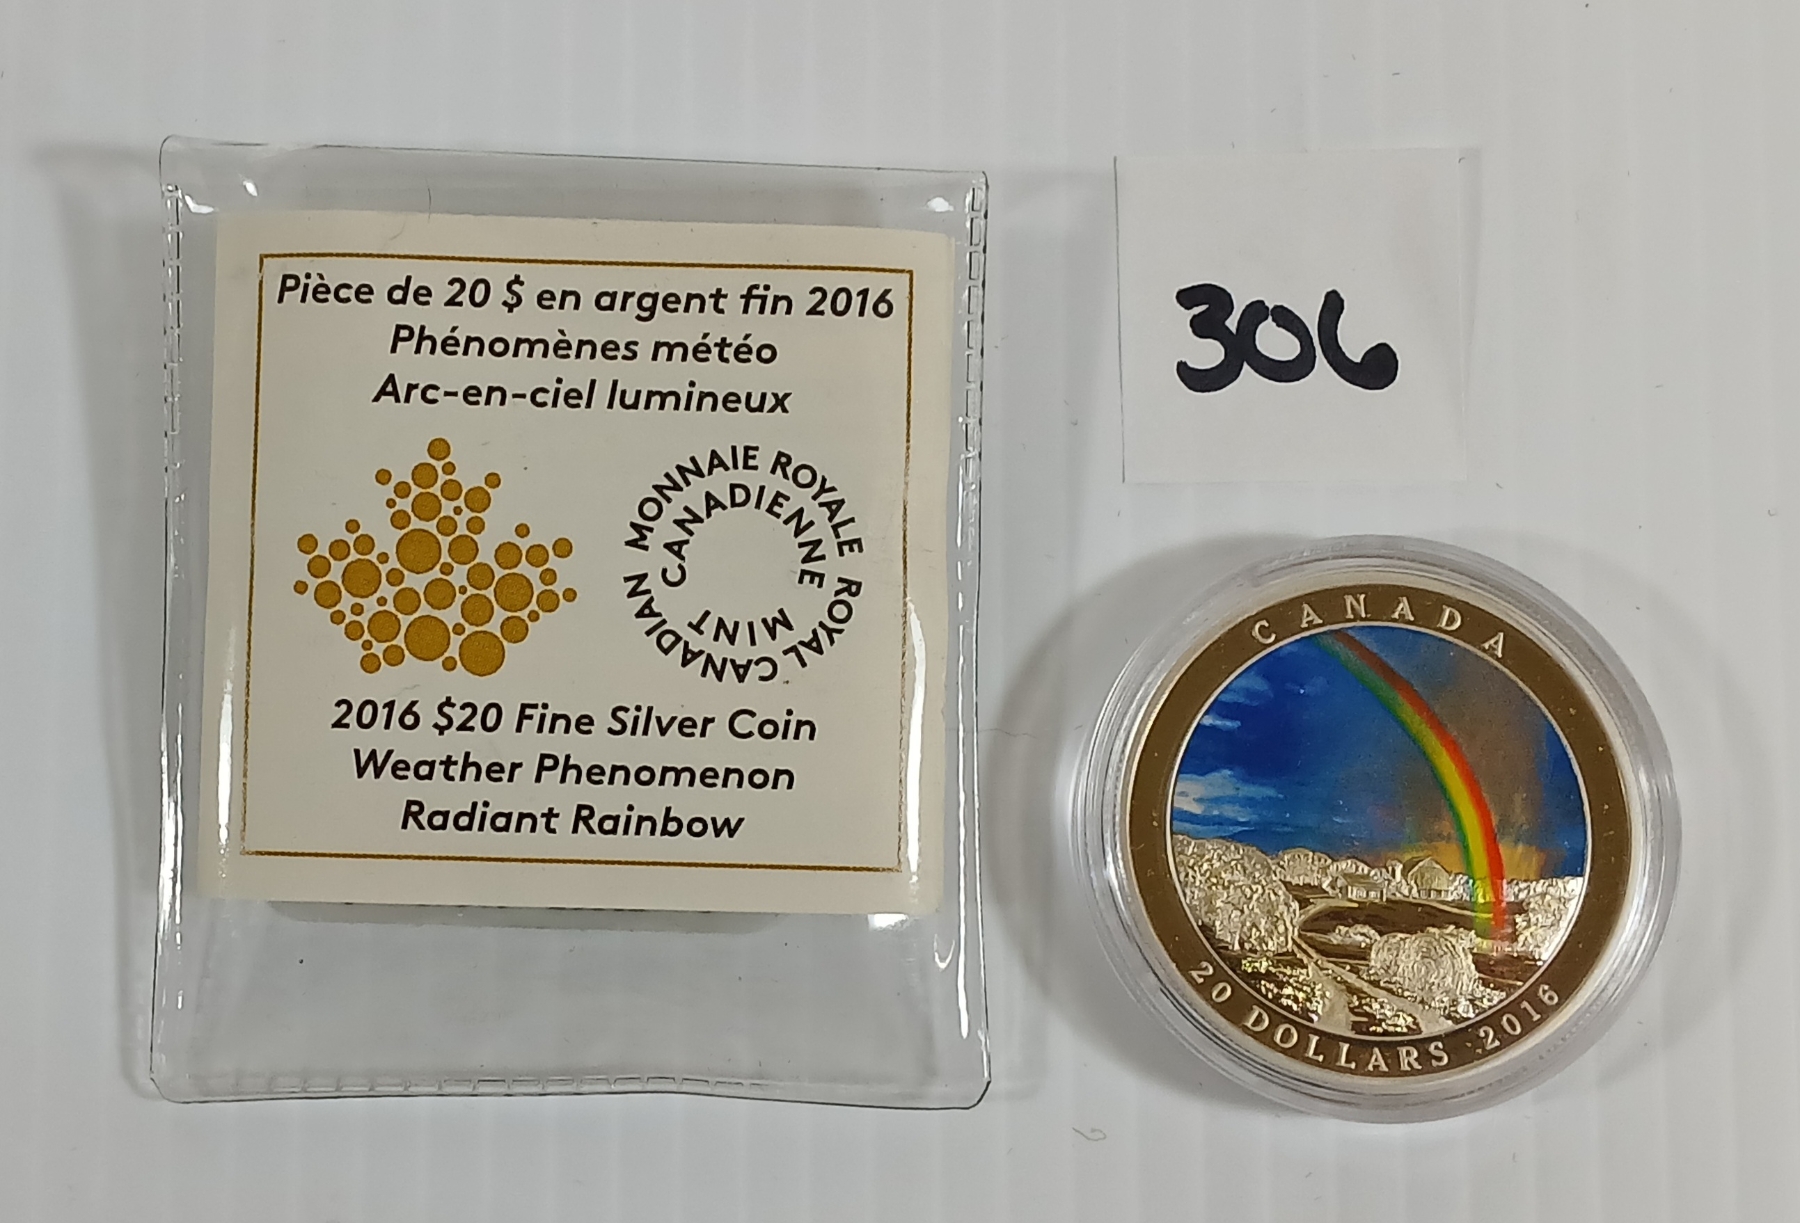 Pièce de 20 $ en argent fin 2016
Phénomènes météo
Arc-en-ciel lumineux
MONNAIE ROYALE CANADIENNE
ROYAL CANADIAN MINT
2016 $20 Fine Silver Coin
Weather Phenomenon
Radiant Rainbow
306
CANADA
20 DOLLARS 2016